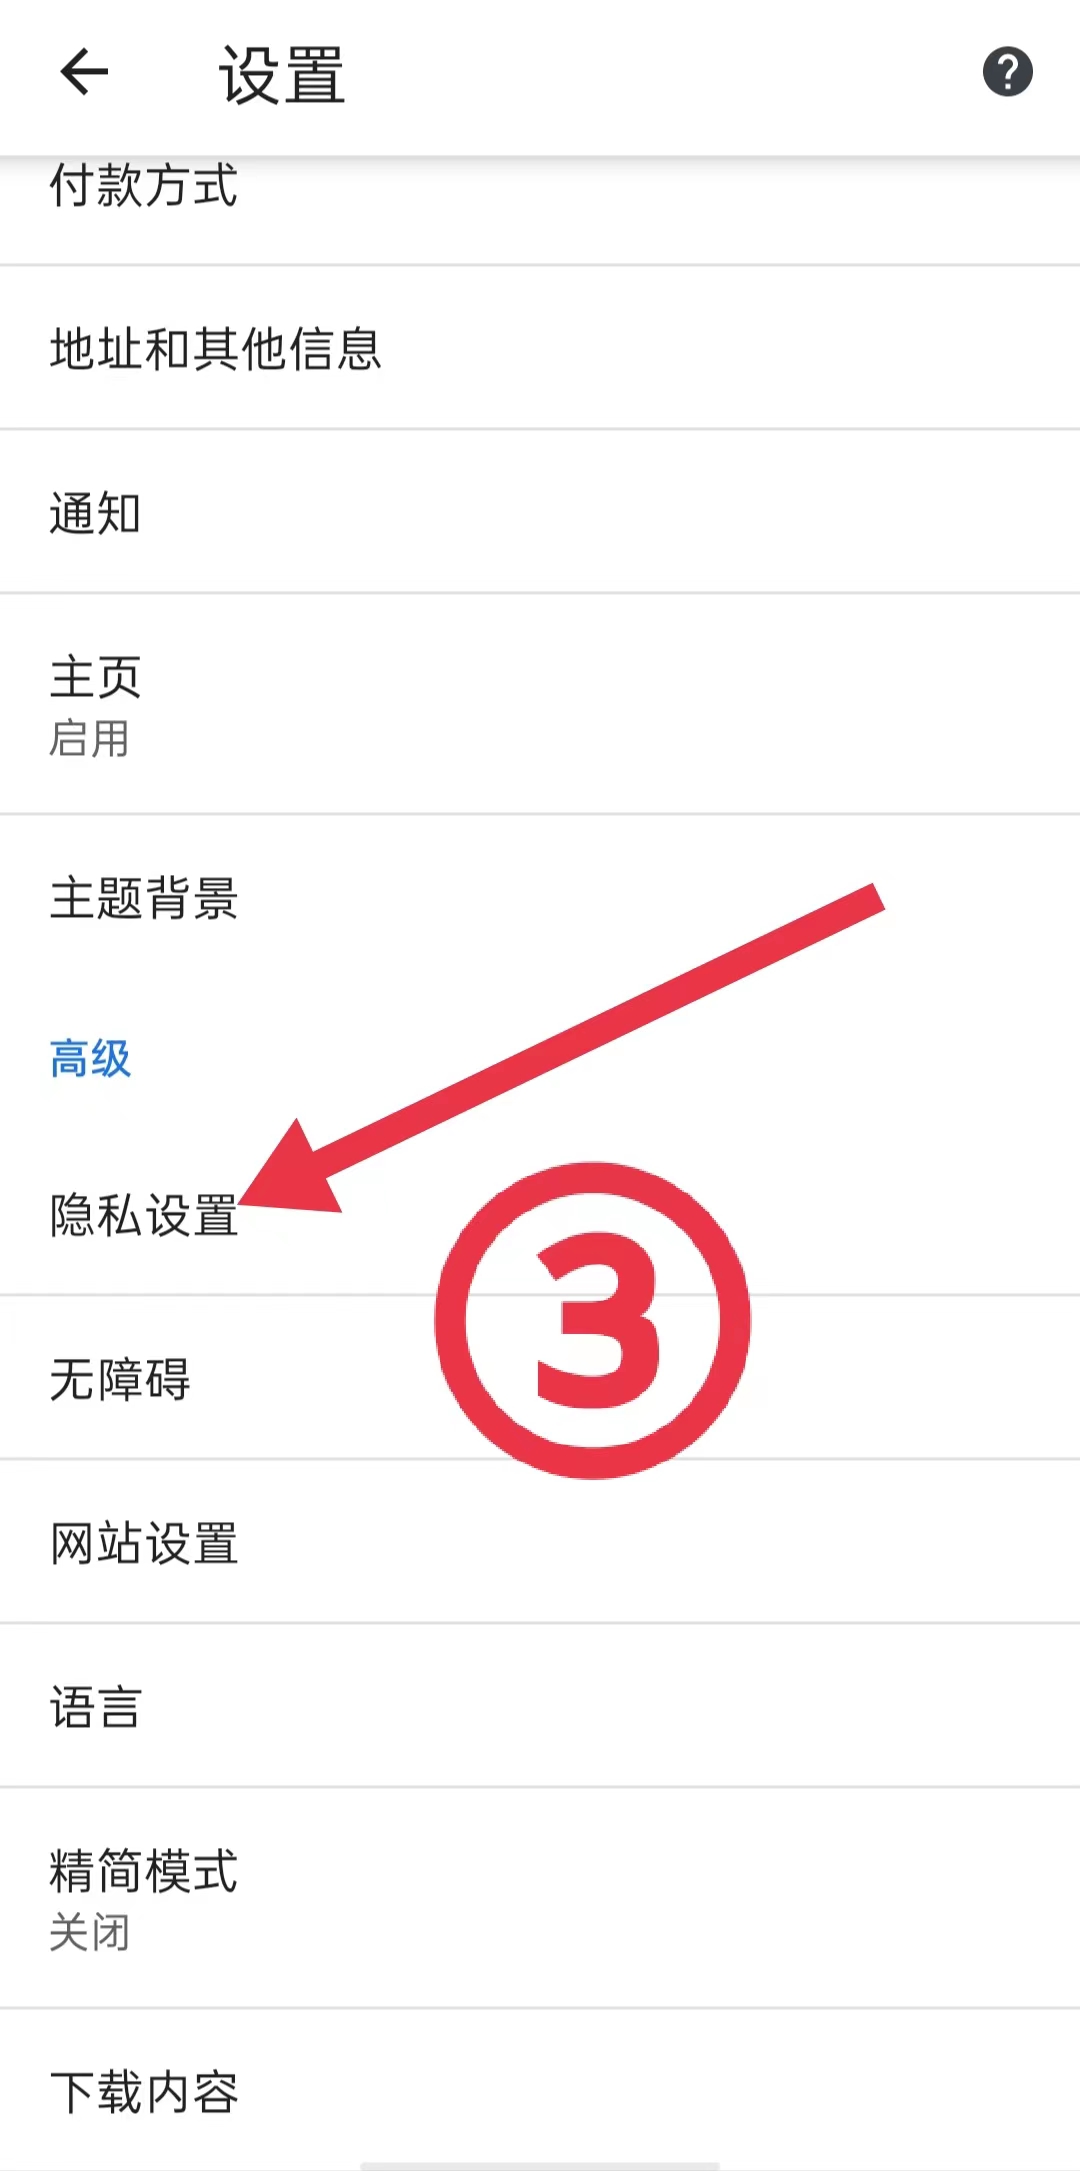 设置
付款方式
地址和其他信息
通知
主页
启用
主题背景
高级
隐私设置
3
无障碍
网站设置
语言
精简模式
关闭
下载内容